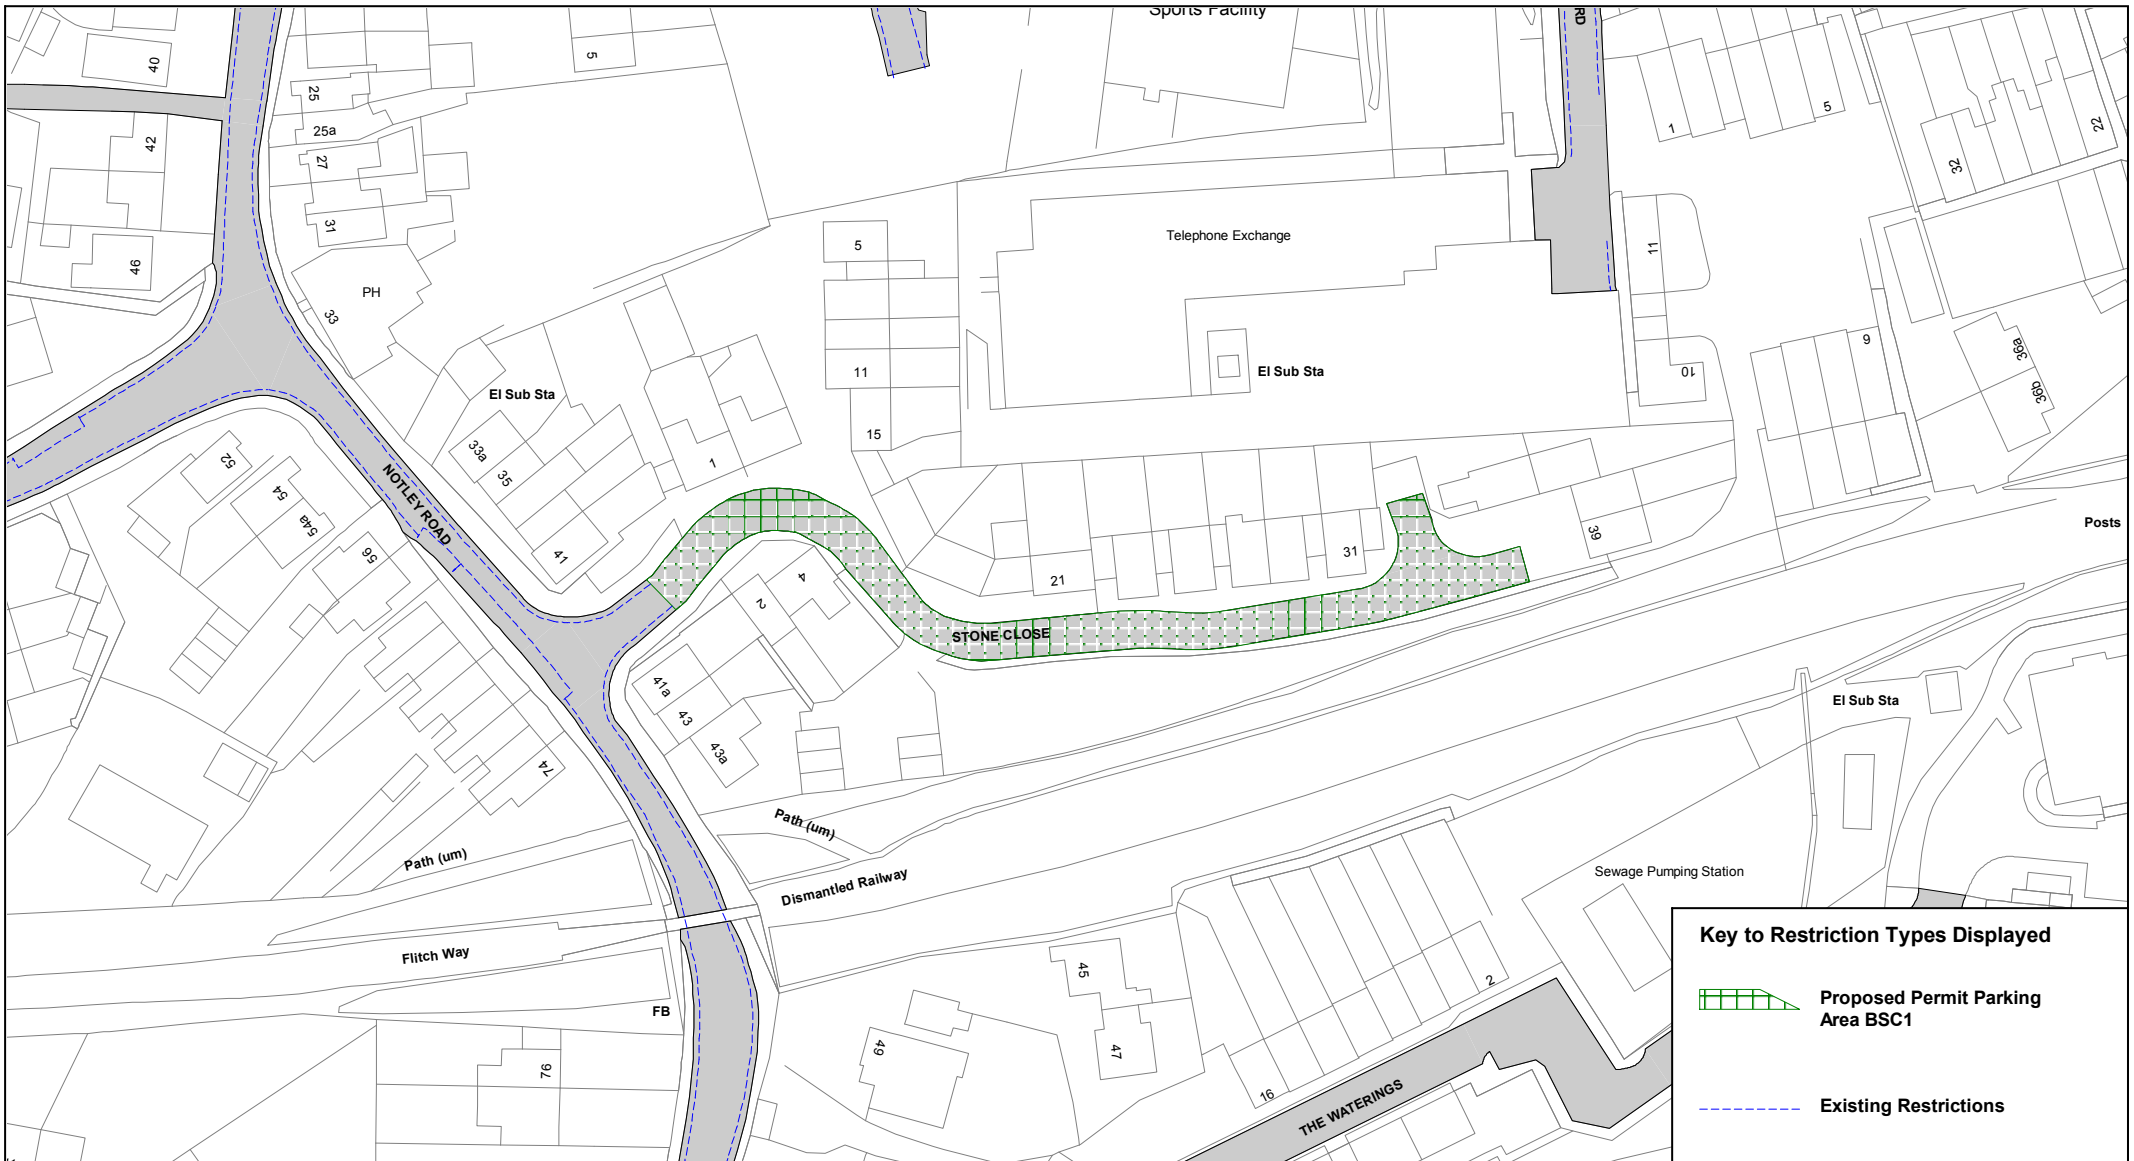 Sports Facility
RD
40
5
25
25a
42
27
31
46
PH
33
1
5
32
22
5
Telephone Exchange
11
11
El Sub Sta
El Sub Sta
15
10
9
36a
36b
33a
35
1
52
54
54a
NOTLEY ROAD
56
41
2
4
21
31
39
Posts
STONE CLOSE
41a
43
43a
74
El Sub Sta
Path (um)
Path (um)
Dismantled Railway
Sewage Pumping Station
Flitch Way
FB
45
2
49
47
76
16
THE WATERINGS
Key to Restriction Types Displayed
Proposed Permit Parking
Area BSC1
Existing Restrictions